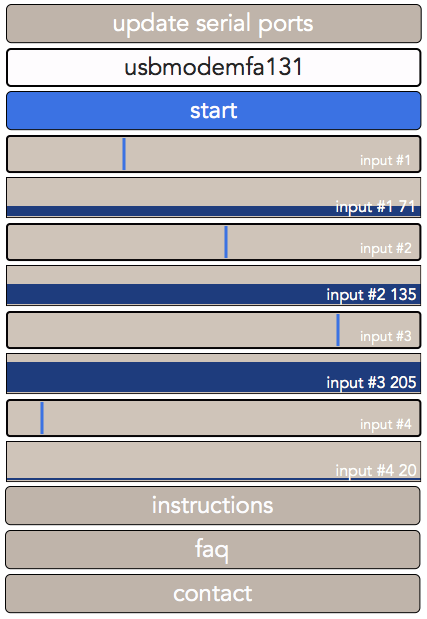 update serial ports
usbmodemfa131
start
input #1
input #1 71
input #2
input #2 135
input #3
input #3 205
input #4
input #4 20
instructions
faq
contact